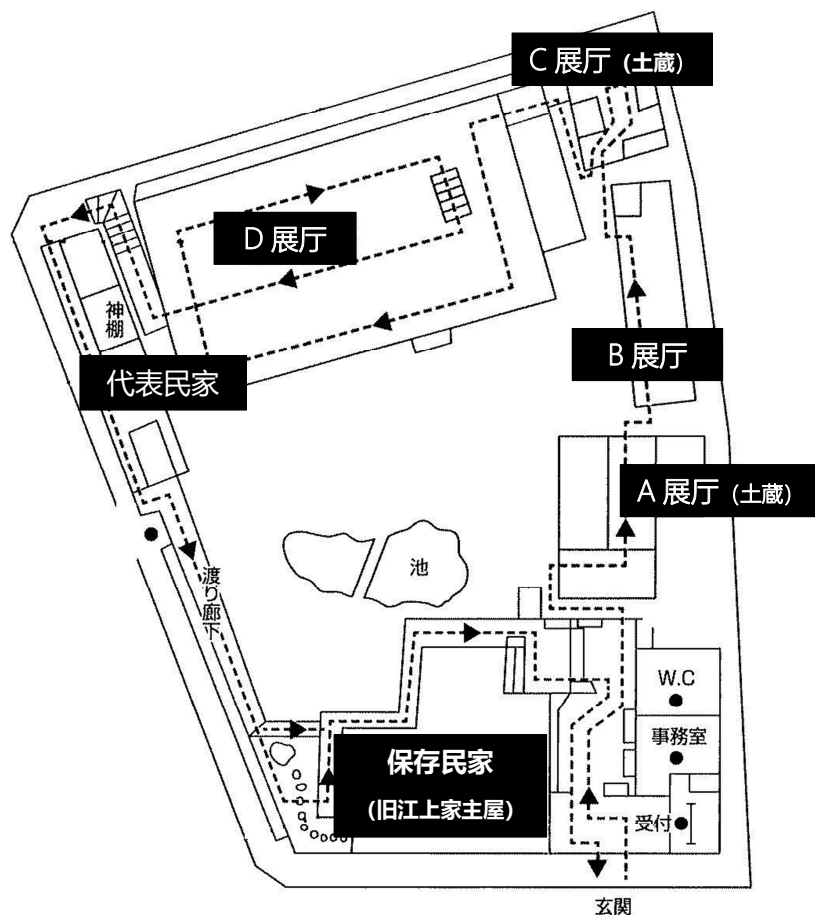 C 展厅 (土蔵)
D 展厅
神棚
B 展厅
代表民家
A 展厅 (土蔵)
池
渡り廊下
W.C
事務室
保存民家
(旧江上家主屋)
受付
玄関